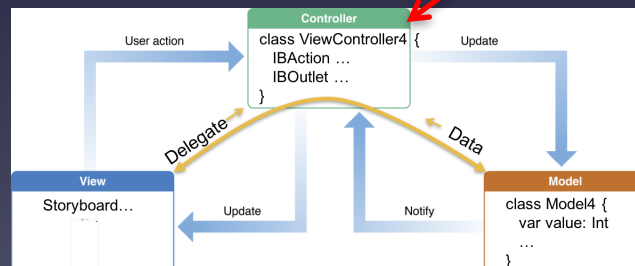 Controller
class ViewController4 {
IBAction …
IBOutlet …
}
User action
Update
Delegate
Data
View
Storyboard…
Update
Notify
Model
class Model4 {
var value: Int
…
}